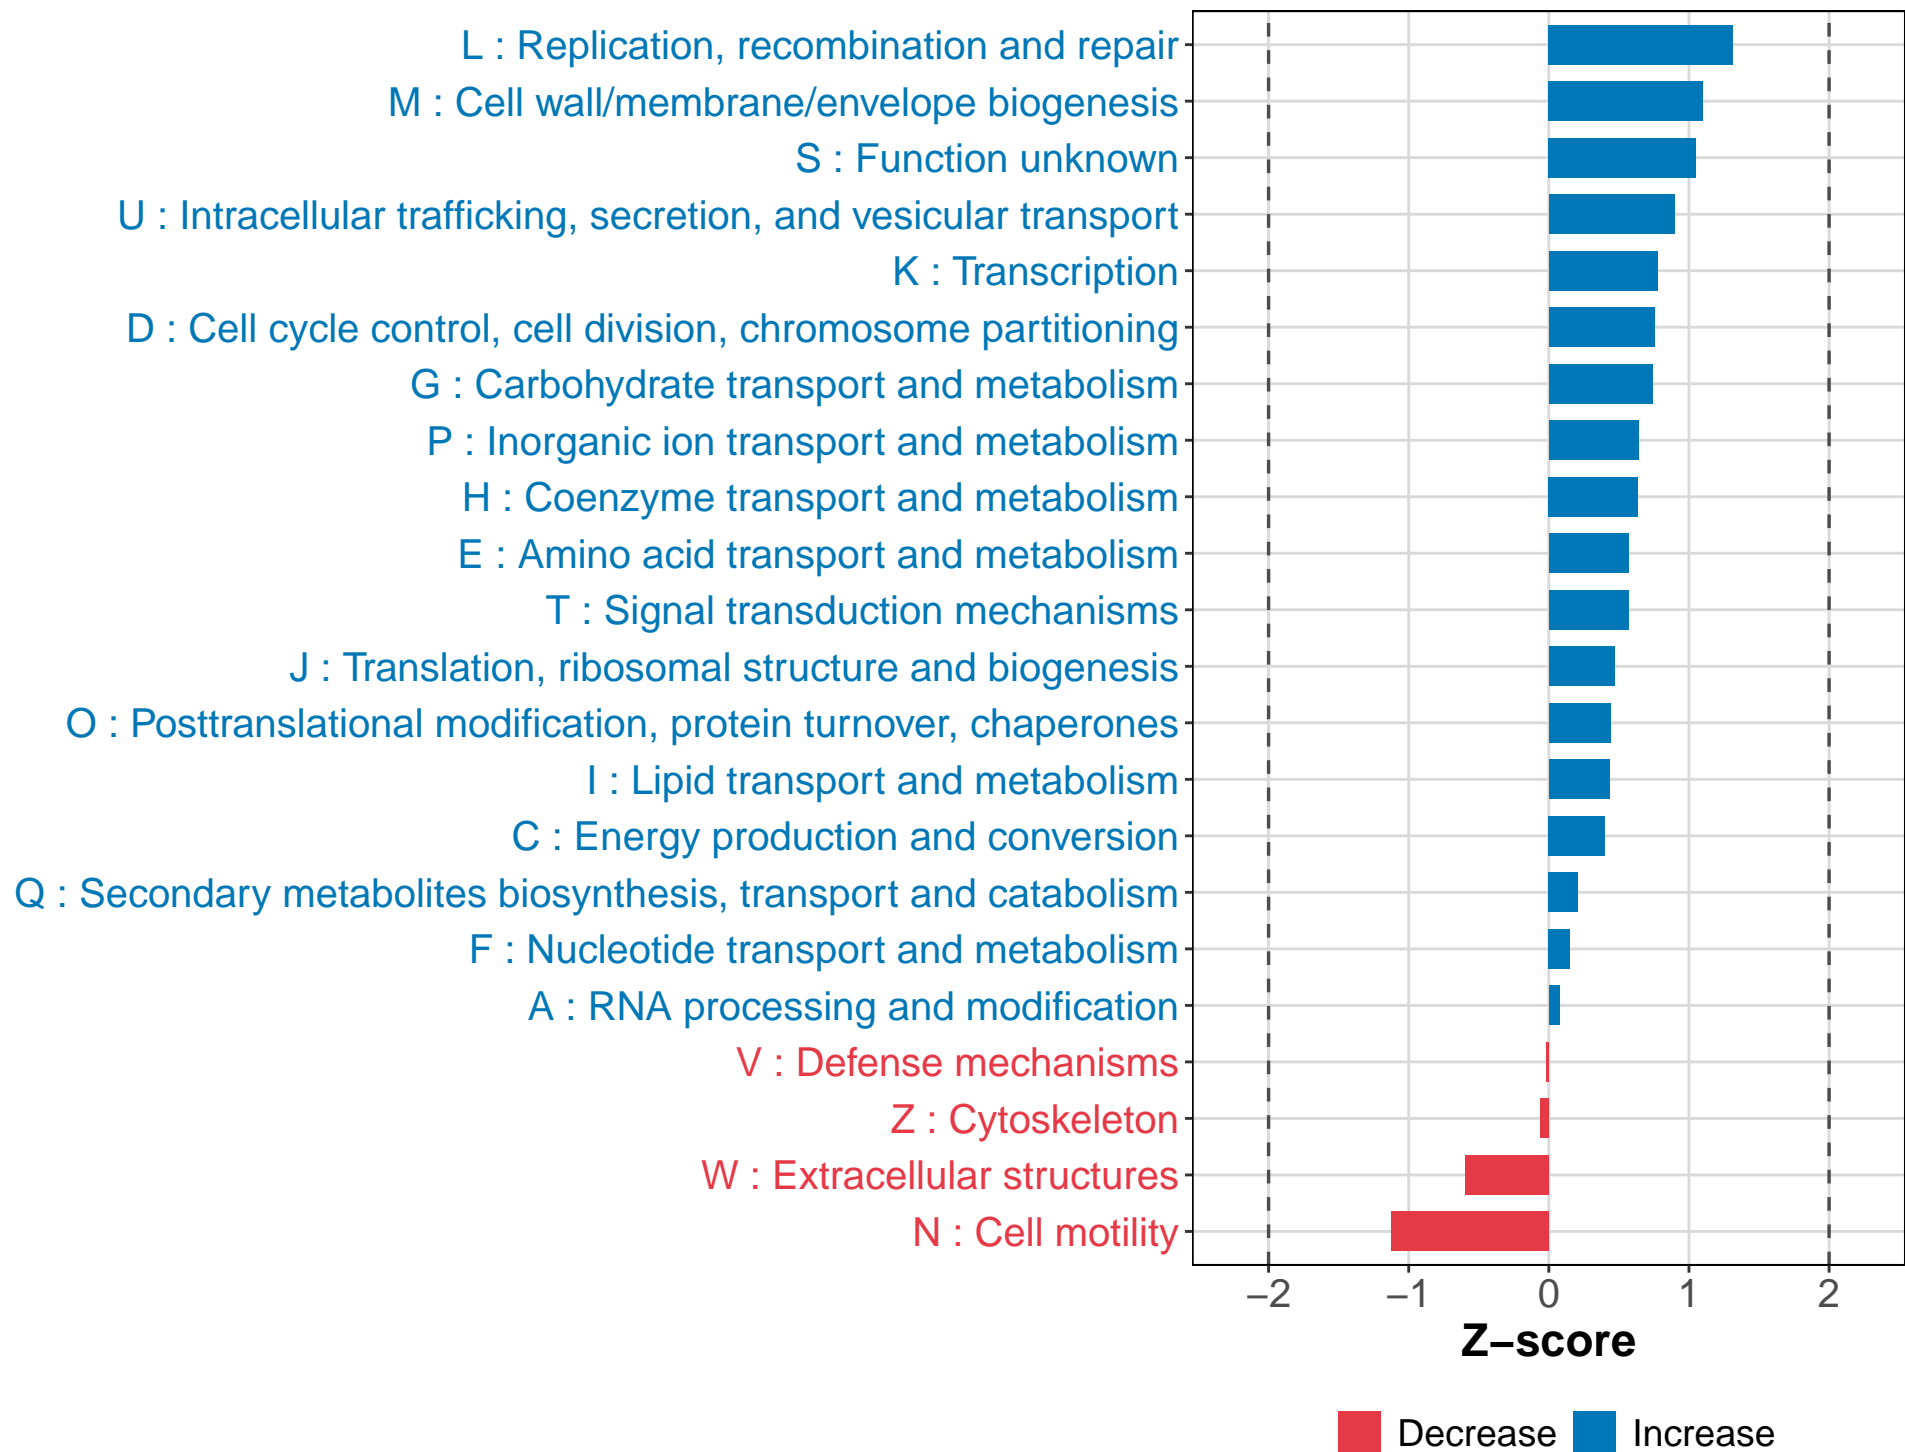 L : Replication, recombination and repair
M : Cell wall/membrane/envelope biogenesis
S : Function unknown
U : Intracellular trafficking, secretion, and vesicular transport
K : Transcription
D : Cell cycle control, cell division, chromosome partitioning
G : Carbohydrate transport and metabolism
P : Inorganic ion transport and metabolism
H : Coenzyme transport and metabolism
E : Amino acid transport and metabolism
T : Signal transduction mechanisms
J : Translation, ribosomal structure and biogenesis
O : Posttranslational modification, protein turnover, chaperones
I : Lipid transport and metabolism
C : Energy production and conversion
Q : Secondary metabolites biosynthesis, transport and catabolism
F : Nucleotide transport and metabolism
A : RNA processing and modification
V : Defense mechanisms
Z : Cytoskeleton
W : Extracellular structures
N : Cell motility
−2 −1 0 1 2
Z−score
Decrease Increase